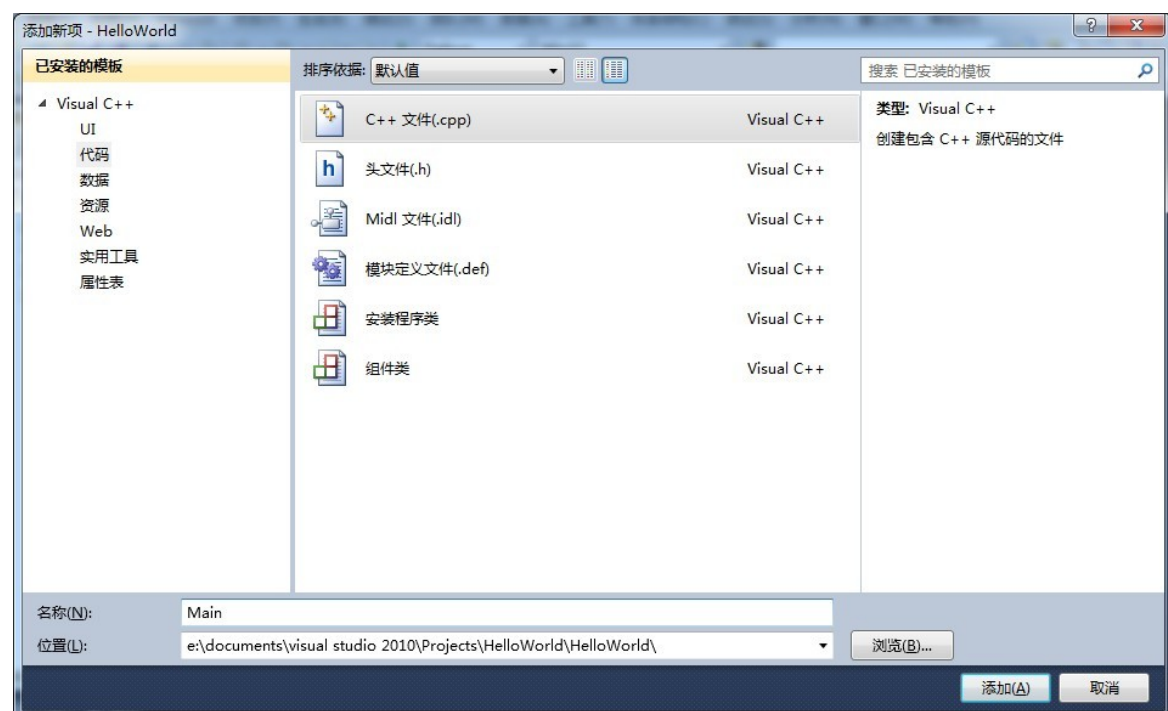 添加新项 - HelloWorld
已安装的模板
排序依据: 默认值
搜索 已安装的模板
Visual C++
UI
代码
数据
资源
Web
实用工具
属性表
C++ 文件(.cpp) Visual C++
头文件(.h) Visual C++
Midl 文件(.idl) Visual C++
模块定义文件(.def) Visual C++
安装程序类 Visual C++
组件类 Visual C++
类型: Visual C++
创建包含 C++ 源代码的文件
名称(N): Main
位置(L): e:\documents\visual studio 2010\Projects\HelloWorld\HelloWorld\
浏览(B)...
添加(A) 取消